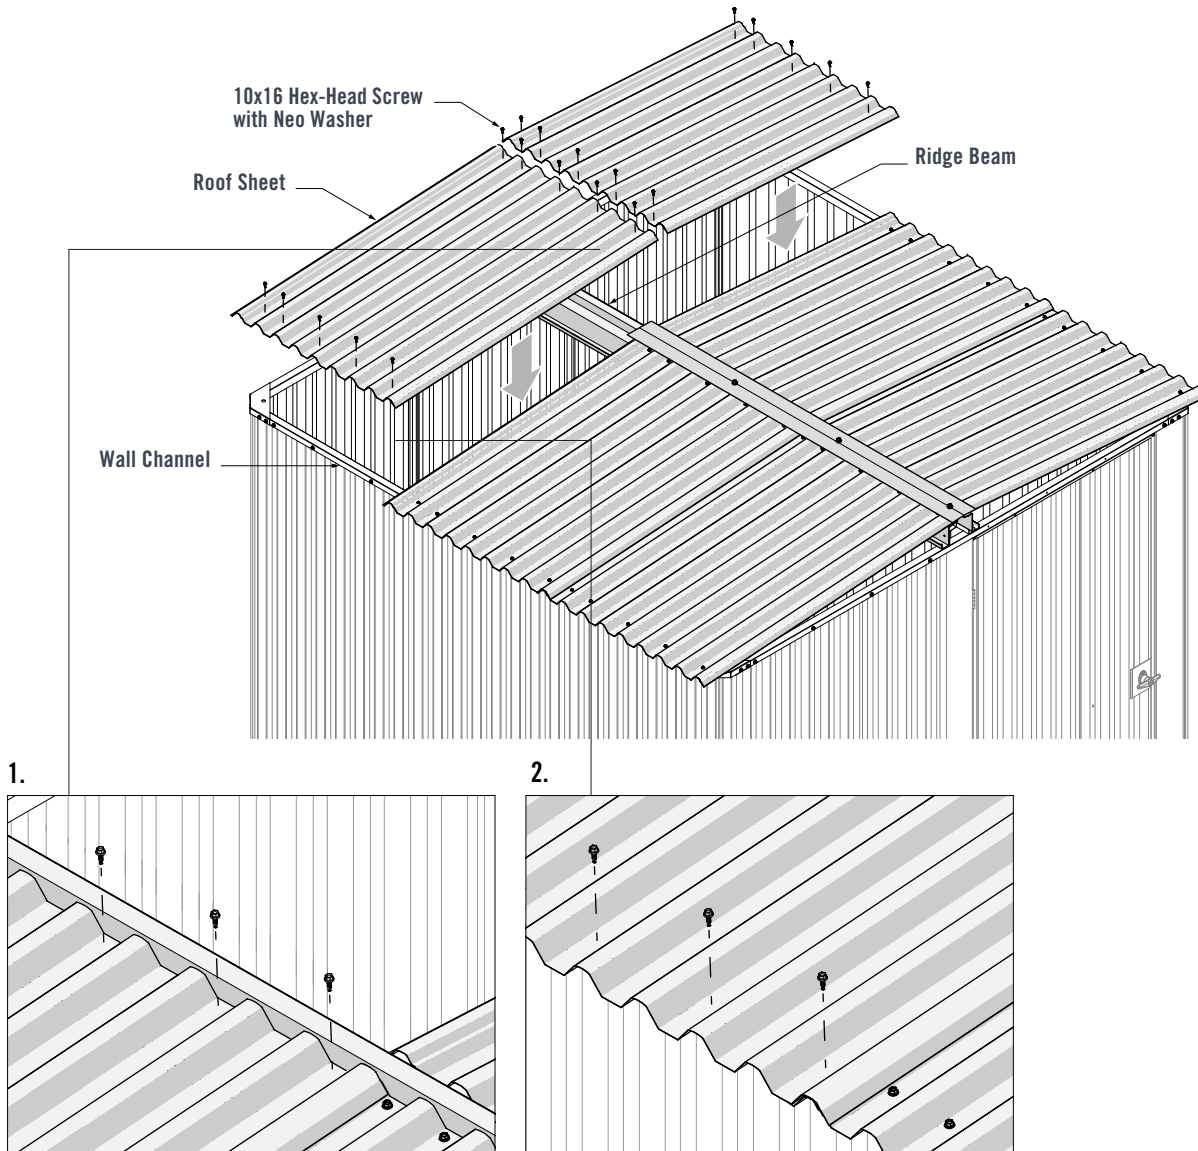 10x16 Hex-Head Screw
with Neo Washer
Ridge Beam
Roof Sheet
Wall Channel
1.
2.